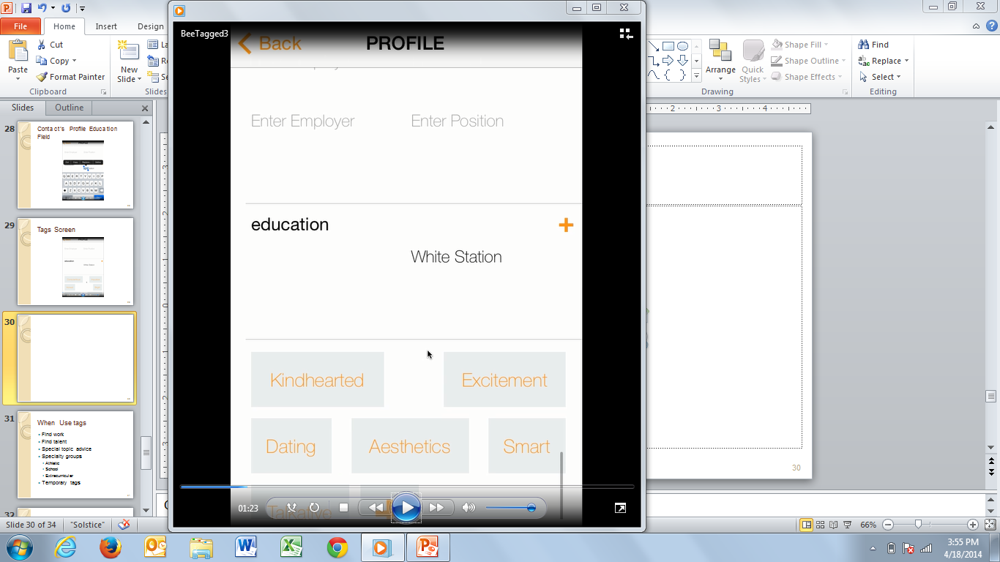 File
Home
Insert
Design
Paste
Cut
Copy
Format Painter
Clipboard
New
Slide
Slides
Arrange
Quick
Styles
Shape Fill
Shape Outline
Shape Effects
Drawing
Find
Replace
Select
Editing
Slides
Outline
28
Contact's Profile Education
Field
29
Tags Screen
30
31
When Use tags
Find work
Find talent
Special topic advice
Specialty groups
Athletic
School
Extracurricular
Temporary tags
32
BeeTagged3
Back
PROFILE
Enter Employer
Enter Position
education
White Station
Kindhearted
Excitement
Dating
Aesthetics
Smart
Talkative
01:23
2 3 4
30
Slide 30 of 34
"Solstice"
66%
3:55 PM
4/18/2014